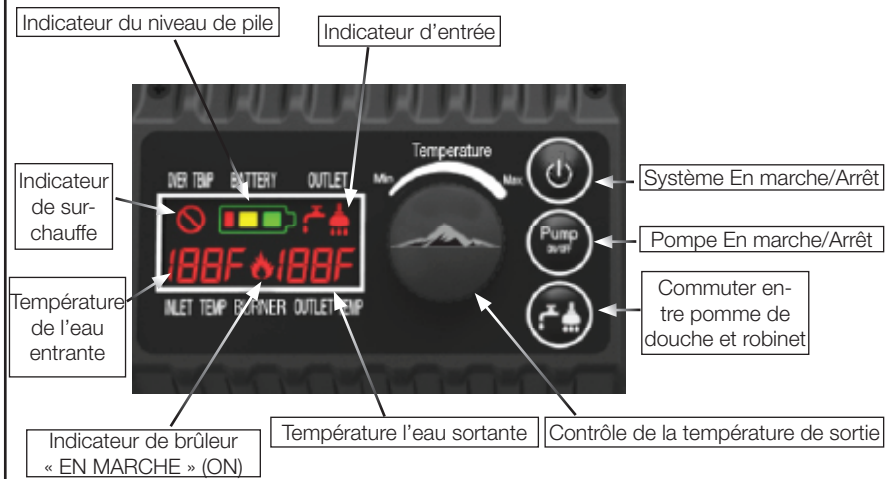 Indicateur du niveau de pile
Indicateur d’entrée
Indicateur
de sur-
chauffe
Température
de l’eau
entrante
OVER TEMP BATTERY OUTLET
188F 188F
INLET TEMP BURNER OUTLET TEMP
Temperature
Min Max
Pump
on/off
Système En marche/Arrêt
Pompe En marche/Arrêt
Commuter en-
tre pomme de
douche et robinet
Indicateur de brûleur
« EN MARCHE » (ON)
Température l’eau sortante
Contrôle de la température de sortie